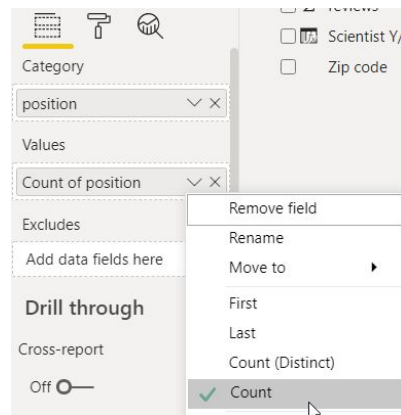 reviews
Scientist Y/
Zip code
Category
position
Values
Count of position
Excludes
Add data fields here
Drill through
Cross-report
Off
Remove field
Rename
Move to
First
Last
Count (Distinct)
Count